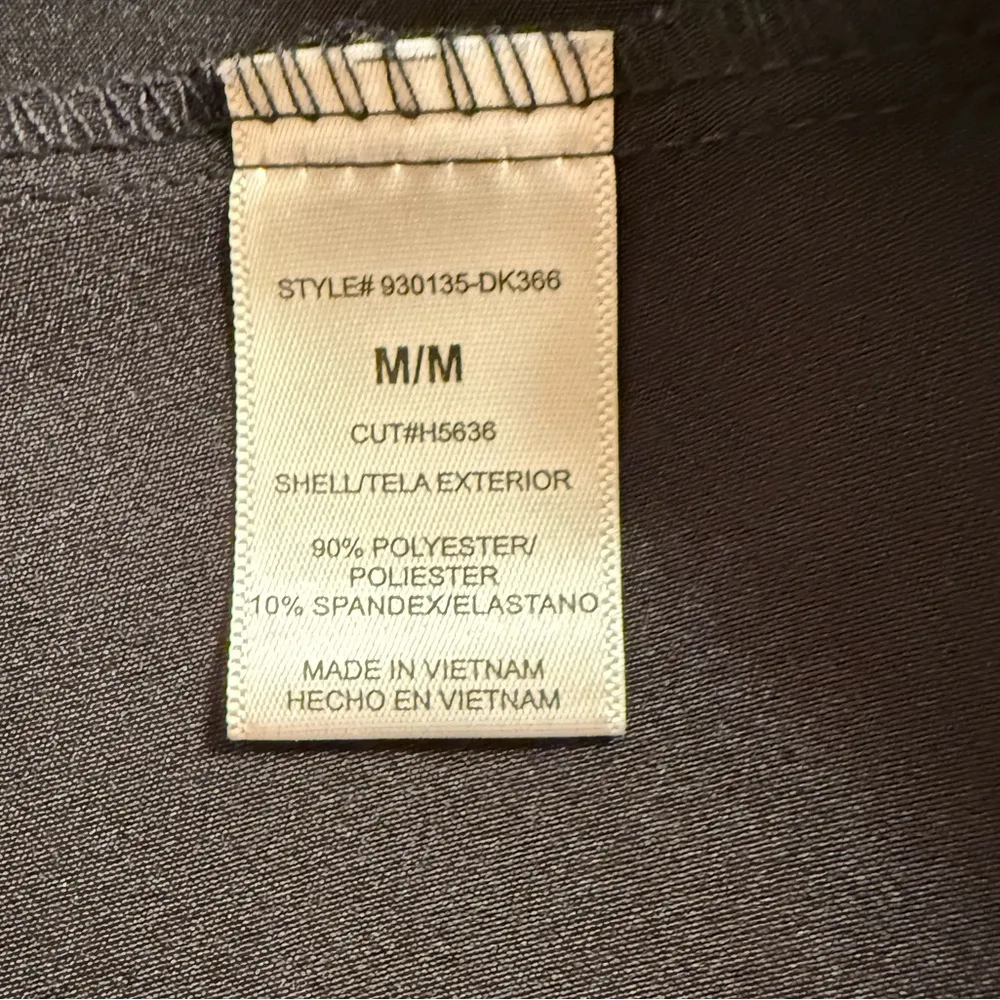 STYLE# 930135-DK366
M/M
CUT#H5636
SHELL/TELA EXTERIOR
90% POLYESTER/
POLIESTER
10% SPANDEX/ELASTANO
MADE IN VIETNAM
HECHO EN VIETNAM